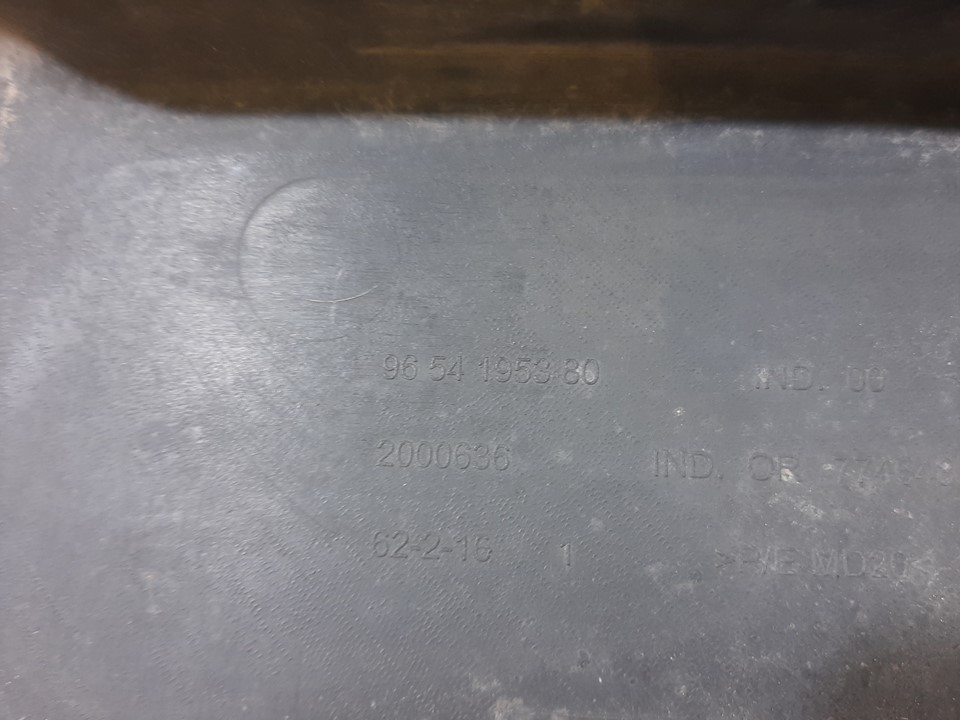 96 54 1953 80 IND. 00
2000636 IND. OR
62-2-16 1 >P/E MD20<